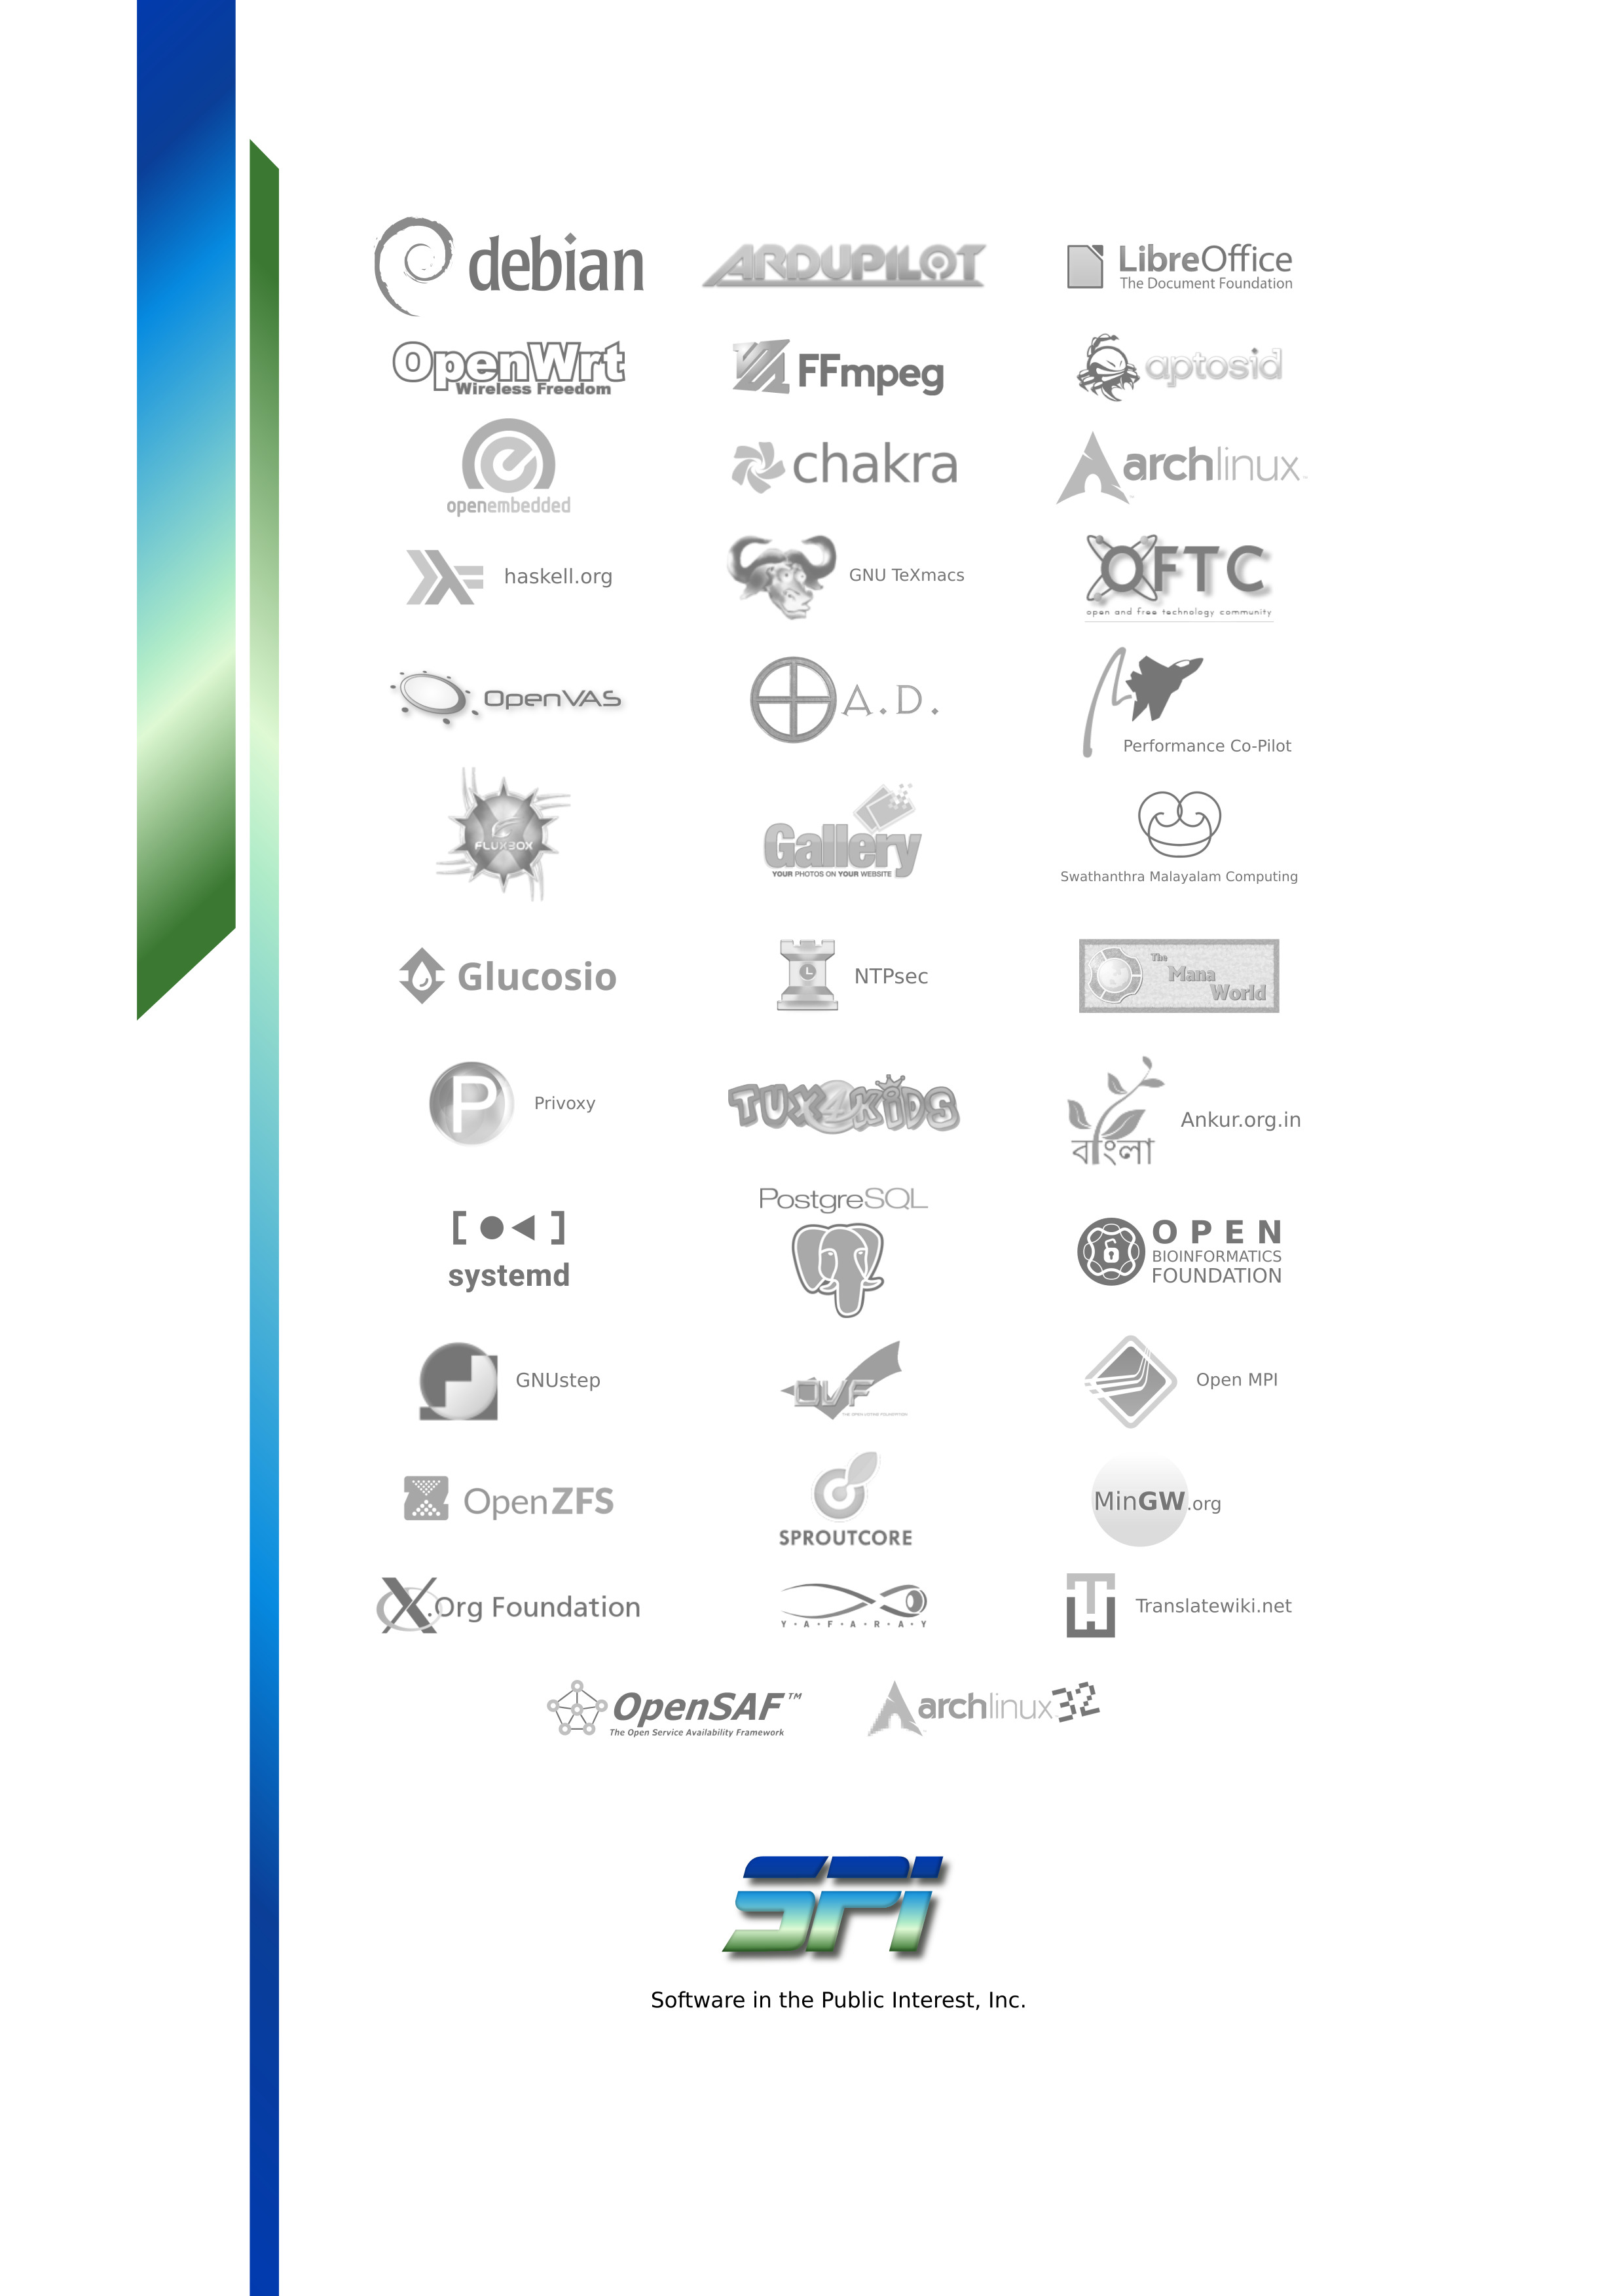 debian
ARDUPILOT
LibreOffice
The Document Foundation
OpenWrt
Wireless Freedom
FFmpeg
aptosid
openembedded
chakra
archlinux
haskell.org
GNU TeXmacs
OFTC
open and free technology community
OpenVAS
A.D.
Performance Co-Pilot
FLUXBOX
Gallery
YOUR PHOTOS ON YOUR WEBSITE
Swathanthra Malayalam Computing
Glucosio
NTPsec
The
Mana
World
P
Privoxy
TUX4KIDS
বাংলা
Ankur.org.in
[●◀]
systemd
PostgreSQL
OPEN
BIOINFORMATICS
FOUNDATION
GNUstep
OVF
THE OPEN VOTING FOUNDATION
Open MPI
OpenZFS
SPROUTCORE
MinGW.org
X.Org Foundation
Y·A·F·A·R·A·Y
Translatewiki.net
OpenSAF™
The Open Service Availability Framework
archlinux32
SPI
Software in the Public Interest, Inc.